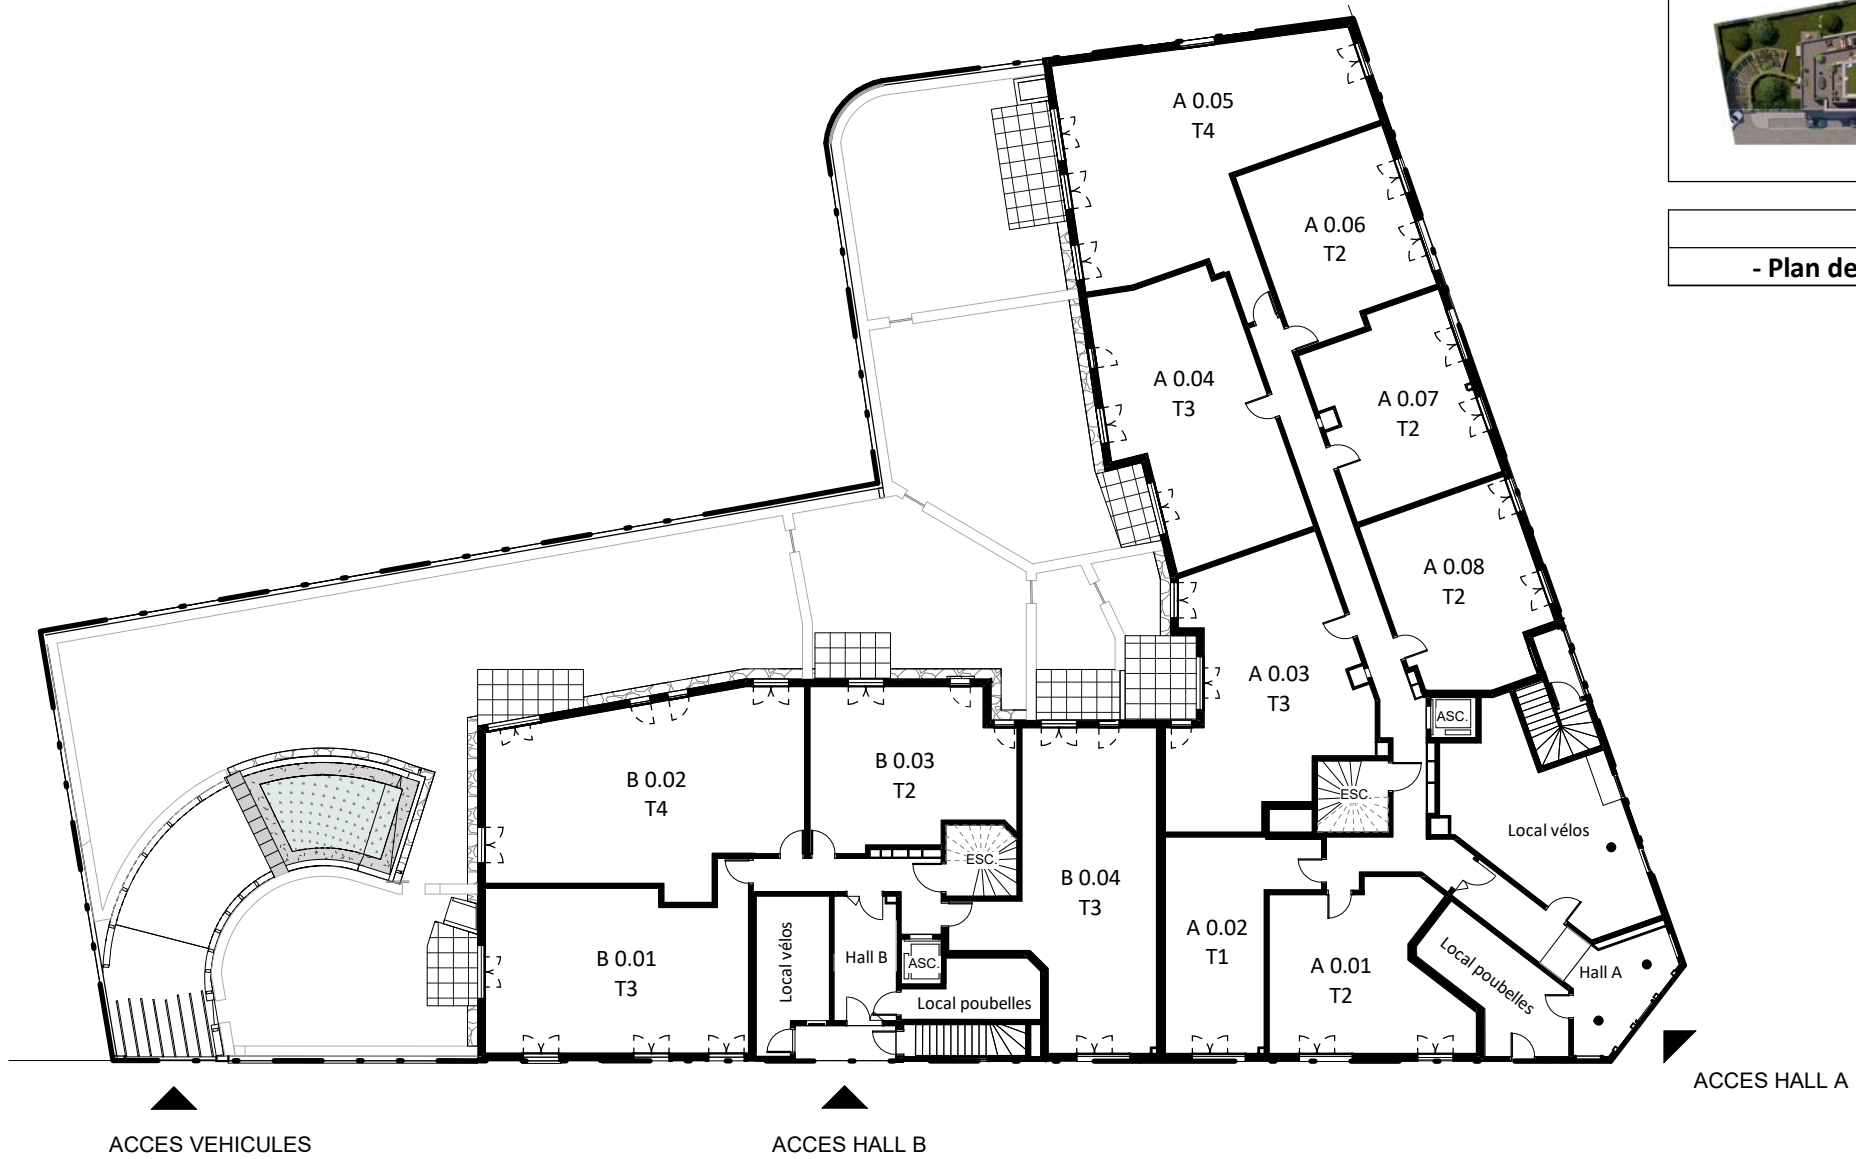 - Plan de
A 0.05
T4
A 0.06
T2
A 0.04
T3
A 0.07
T2
A 0.08
T2
A 0.03
T3
ASC.
ESC.
Local vélos
B 0.02
T4
B 0.03
T2
ESC.
B 0.04
T3
A 0.02
T1
A 0.01
T2
Local poubelles
Hall A
B 0.01
T3
Local vélos
Hall B
ASC.
Local poubelles
ACCES HALL A
ACCES VEHICULES
ACCES HALL B